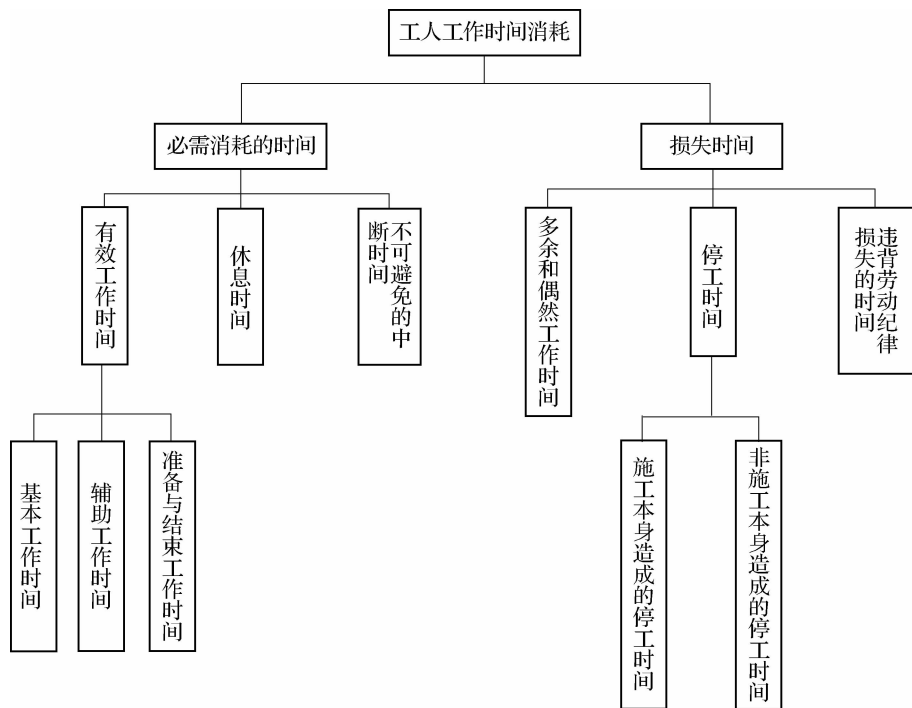 工人工作时间消耗
必需消耗的时间
损失时间
有效工作时间
休息时间
不可避免的中
断时间
多余和偶然工作时间
停工时间
违背劳动纪律
损失的时间
基本工作时间
辅助工作时间
准备与结束工作时间
施工本身造成的停工时间
非施工本身造成的停工时间